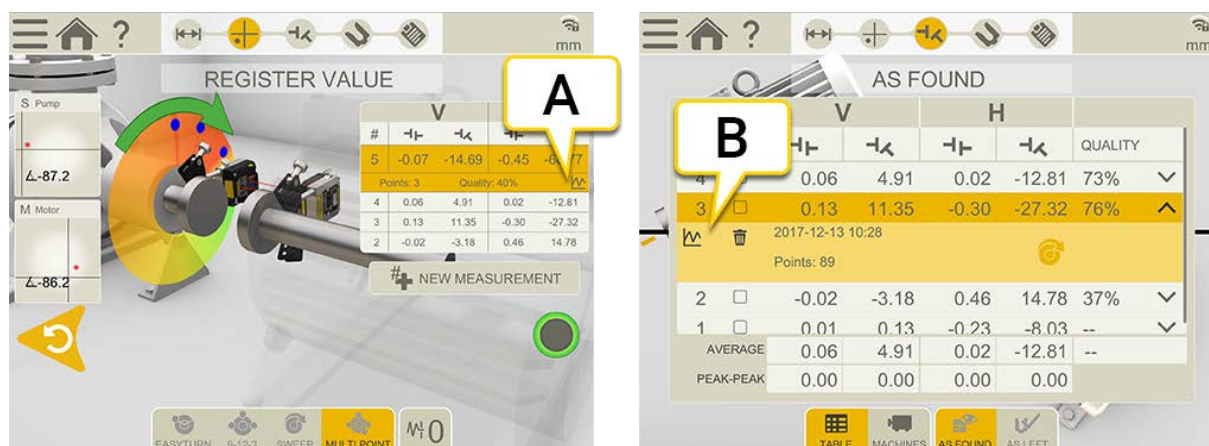 ?
mm
REGISTER VALUE
A
S Pump
-87.2
M Motor
-86.2
V
#
5 -0.07 -14.69 -0.45
Points: 3 Quality: 40%
4 0.06 4.91 0.02 -12.81
3 0.13 11.35 -0.30 -27.32
2 -0.02 -3.18 0.46 14.78
NEW MEASUREMENT
EASYTURN 9-12-3 SWEEP MULTIPOINT 0
?
mm
AS FOUND
B
V H
QUALITY
4 0.06 4.91 0.02 -12.81 73%
3 0.13 11.35 -0.30 -27.32 76%
2017-12-13 10:28
Points: 89
2 -0.02 -3.18 0.46 14.78 37%
1 0.01 0.13 -0.23 -8.03 --
AVERAGE 0.06 4.91 0.02 -12.81 --
PEAK-PEAK 0.00 0.00 0.00 0.00
TABLE MACHINES AS FOUND AS LEFT